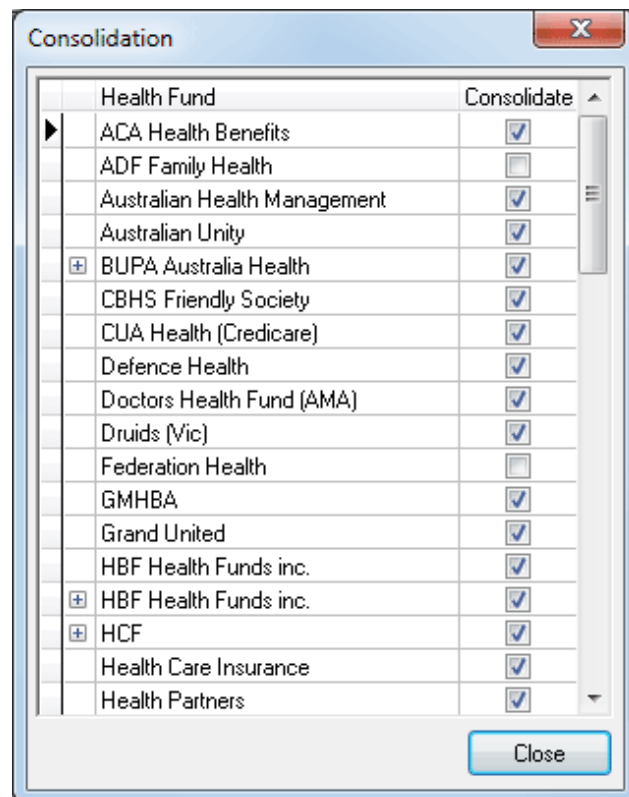 Consolidation
Health Fund Consolidate
ACA Health Benefits
ADF Family Health
Australian Health Management
Australian Unity
BUPA Australia Health
CBHS Friendly Society
CUA Health (Credicare)
Defence Health
Doctors Health Fund (AMA)
Druids (Vic)
Federation Health
GMHBA
Grand United
HBF Health Funds inc.
HBF Health Funds inc.
HCF
Health Care Insurance
Health Partners
Close